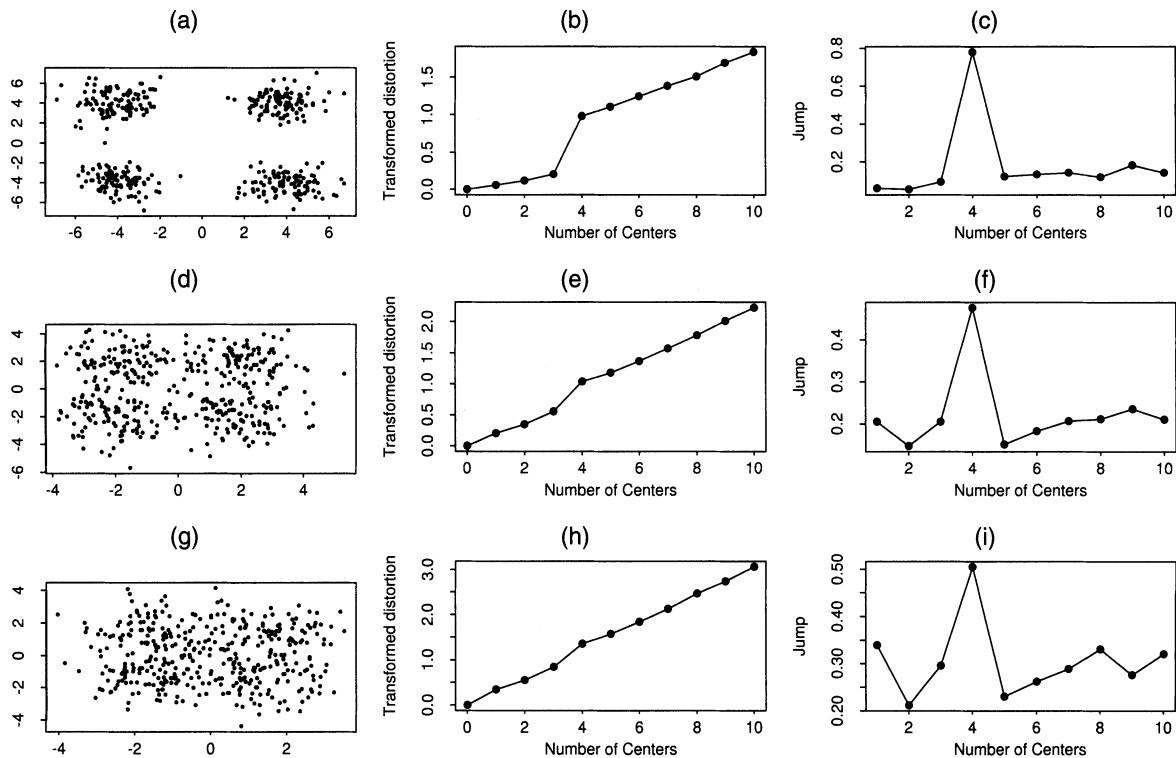 (a)
(b)
(c)
6
4
2
0
-2
-4
-6
-6 -4 -2 0 2 4 6
Transformed distortion
1.5
1.0
0.5
0.0
0 2 4 6 8 10
Number of Centers
Jump
0.8
0.6
0.4
0.2
2 4 6 8 10
Number of Centers
(d)
(e)
(f)
4
2
0
-2
-4
-6
-4 -2 0 2 4
Transformed distortion
2.0
1.5
1.0
0.5
0.0
0 2 4 6 8 10
Number of Centers
Jump
0.4
0.3
0.2
2 4 6 8 10
Number of Centers
(g)
(h)
(i)
4
2
0
-2
-4
-4 -2 0 2
Transformed distortion
3.0
2.0
1.0
0.0
0 2 4 6 8 10
Number of Centers
Jump
0.50
0.40
0.30
0.20
2 4 6 8 10
Number of Centers